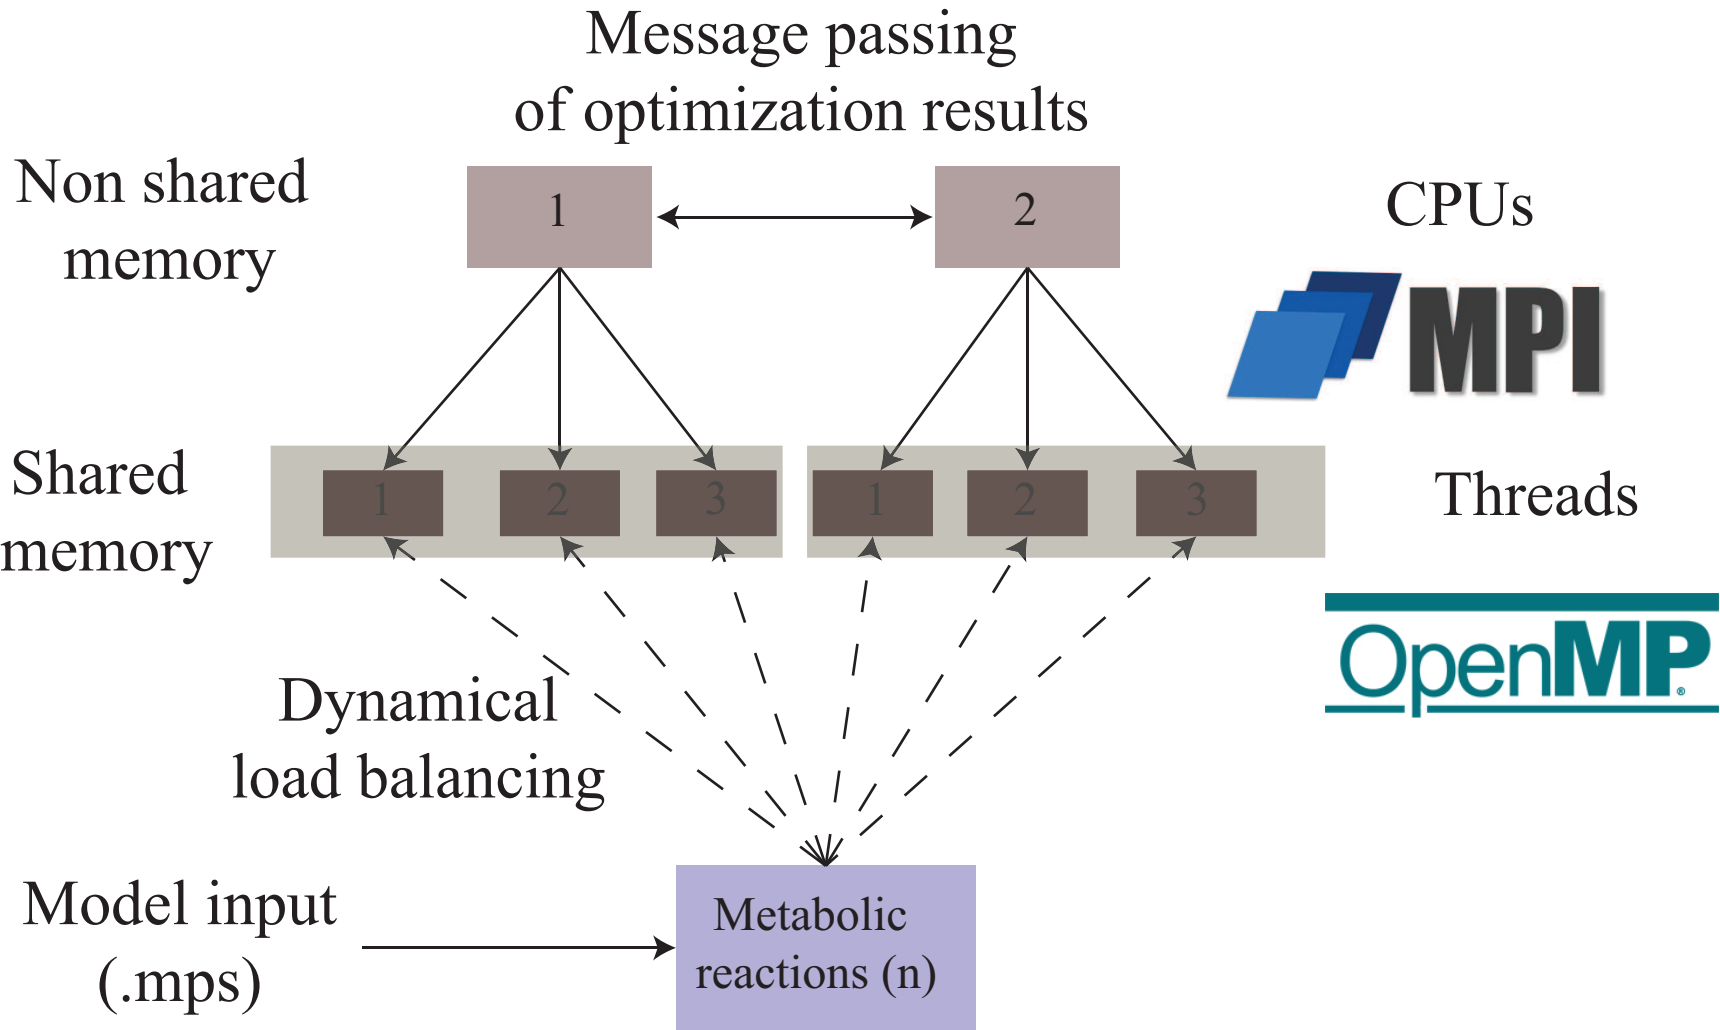 Message passing
of optimization results
Non shared
memory
1
2
CPUs
MPI
Shared
memory
1
2
3
1
2
3
Threads
OpenMP®
Dynamical
load balancing
Model input
(.mps)
Metabolic
reactions (n)